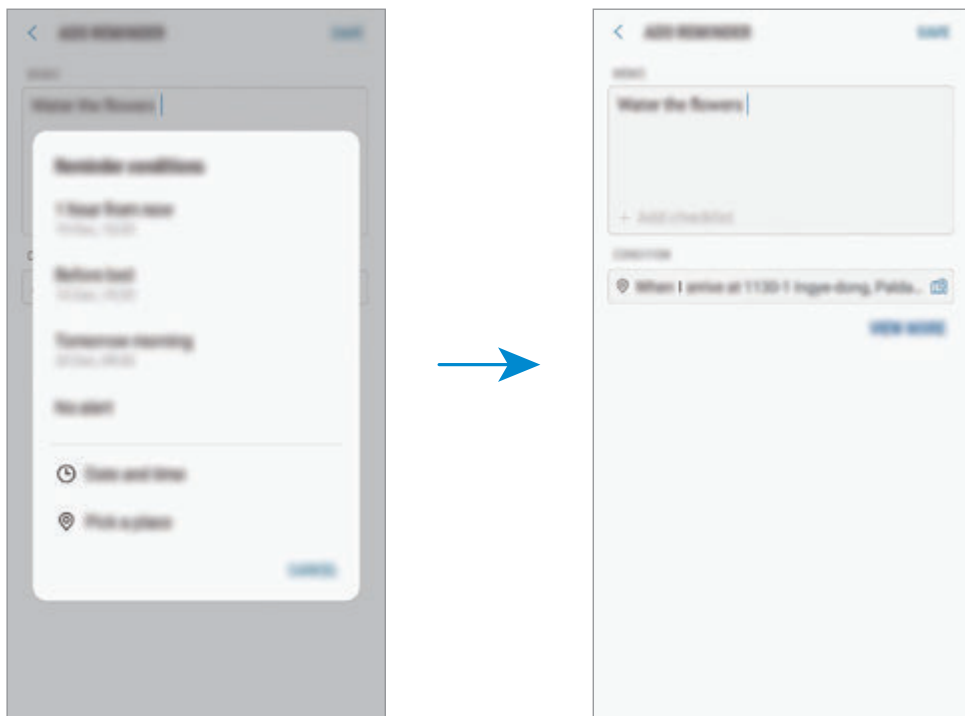 ADD REMINDER
SAVE
MEMO
Water the flowers
Reminder conditions
1 hour from now
Before bed
Tomorrow morning
No alert
Date and time
Pick a place
CANCEL
ADD REMINDER
SAVE
MEMO
Water the flowers
+ Add checklist
CONDITION
When I arrive at 1130-1 Ingye-dong, Palda...
VIEW MORE